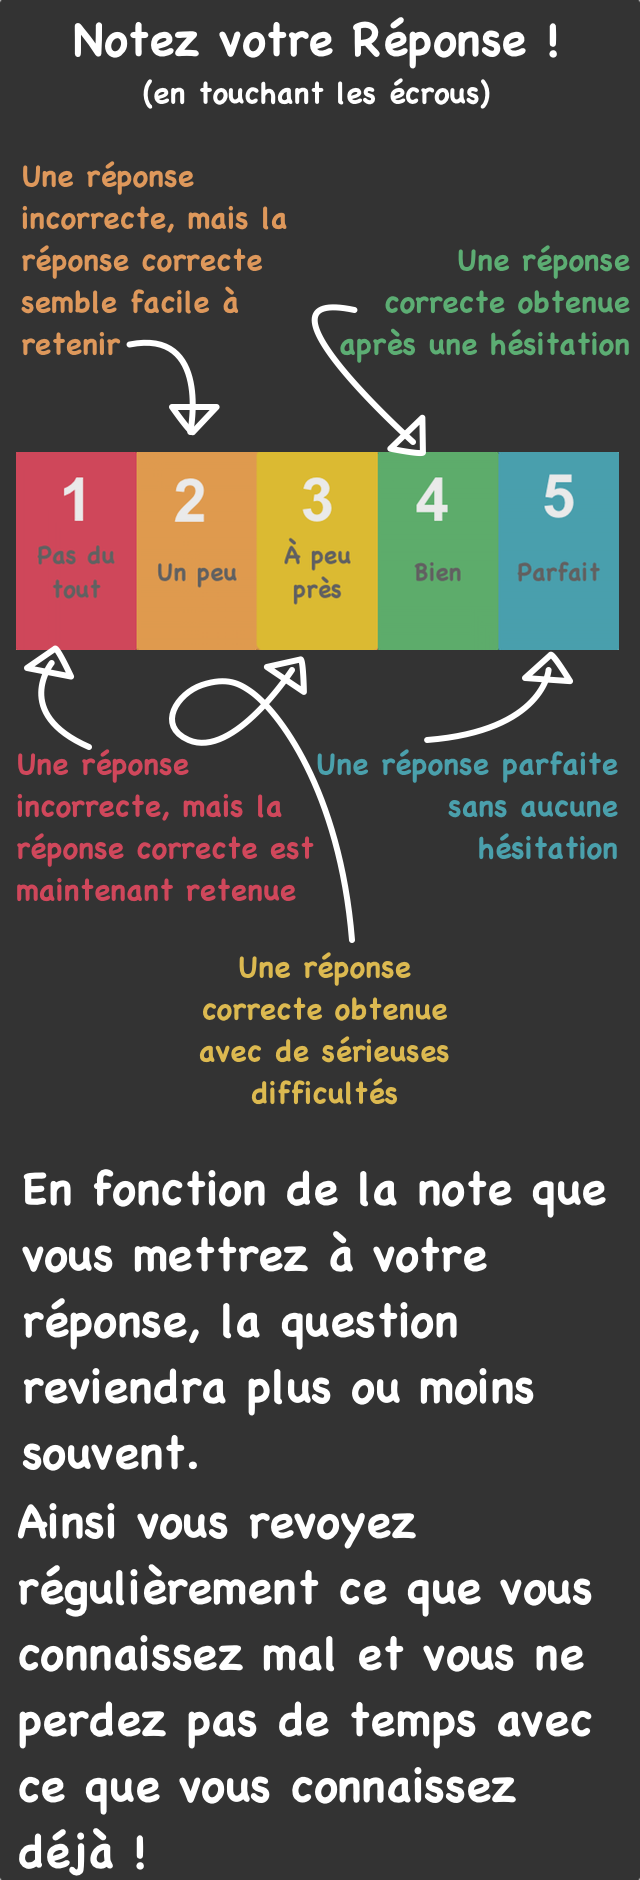 Notez votre Réponse !
(en touchant les écrous)
Une réponse
incorrecte, mais la
réponse correcte
semble facile à
retenir
Une réponse
correcte obtenue
après une hésitation
1
Pas du
tout
2
Un peu
3
À peu
près
4
Bien
5
Parfait
Une réponse
incorrecte, mais la
réponse correcte est
maintenant retenue
Une réponse parfaite
sans aucune
hésitation
Une réponse
correcte obtenue
avec de sérieuses
difficultés
En fonction de la note que
vous mettrez à votre
réponse, la question
reviendra plus ou moins
souvent.
Ainsi vous revoyez
régulièrement ce que vous
connaissez mal et vous ne
perdez pas de temps avec
ce que vous connaissez
déjà !